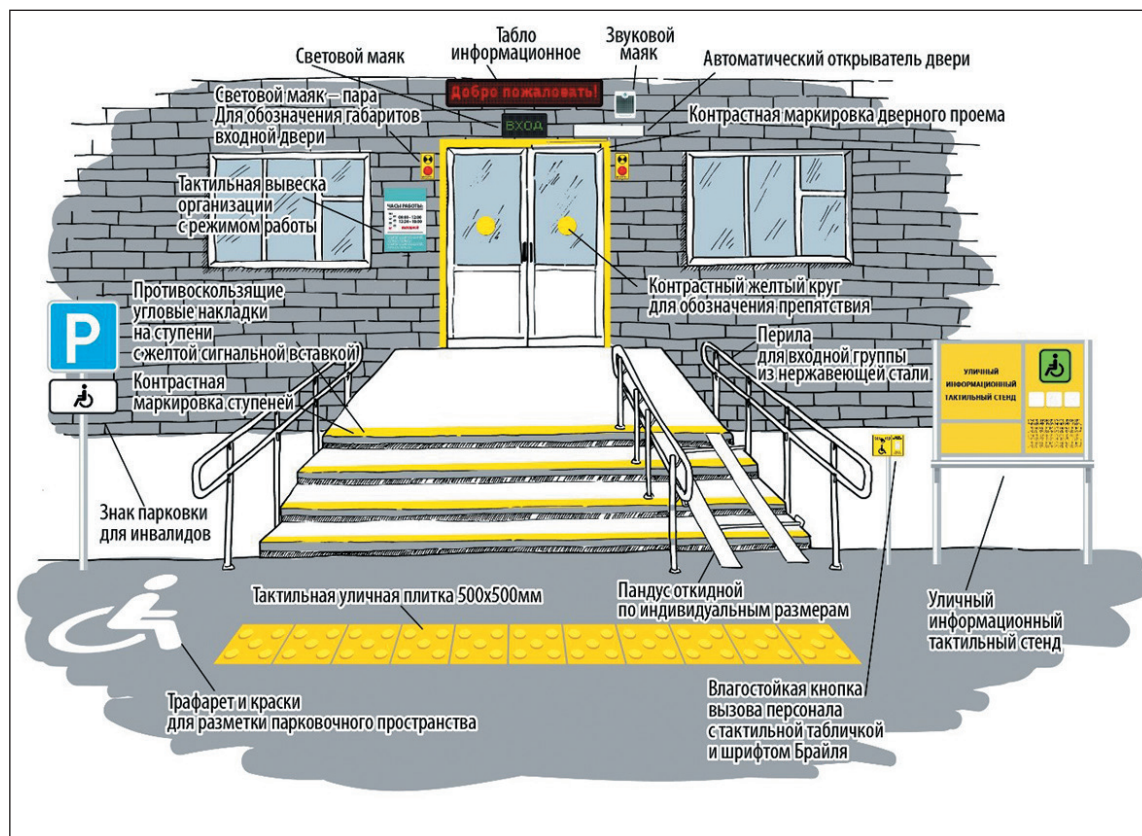 Световой маяк
Табло
информационное
Звуковой
маяк
Автоматический открыватель двери
Добро пожаловать!
Световой маяк – пара
Для обозначения габаритов
входной двери
ВХОД
Контрастная маркировка дверного проема
Тактильная вывеска
организации
с режимом работы
ЧАСЫ РАБОТЫ:
Контрастный желтый круг
для обозначения препятствия
Противоскользящие
угловые накладки
на ступени
с желтой сигнальной вставкой
P
Контрастная
маркировка ступеней
Перила
для входной группы
из нержавеющей стали
УЛИЧНЫЙ
ИНФОРМАЦИОННЫЙ
ТАКТИЛЬНЫЙ СТЕНД
Знак парковки
для инвалидов
Тактильная уличная плитка 500х500мм
Пандус откидной
по индивидуальным размерам
Уличный
информационный
тактильный стенд
Трафарет и краски
для разметки парковочного пространства
Влагостойкая кнопка
вызова персонала
с тактильной табличкой
и шрифтом Брайля